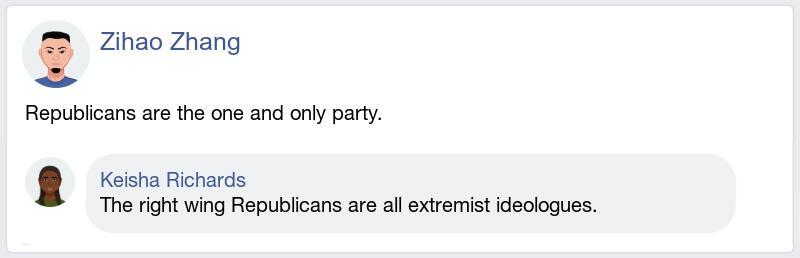 Zihao Zhang
Republicans are the one and only party.
Keisha Richards
The right wing Republicans are all extremist ideologues.